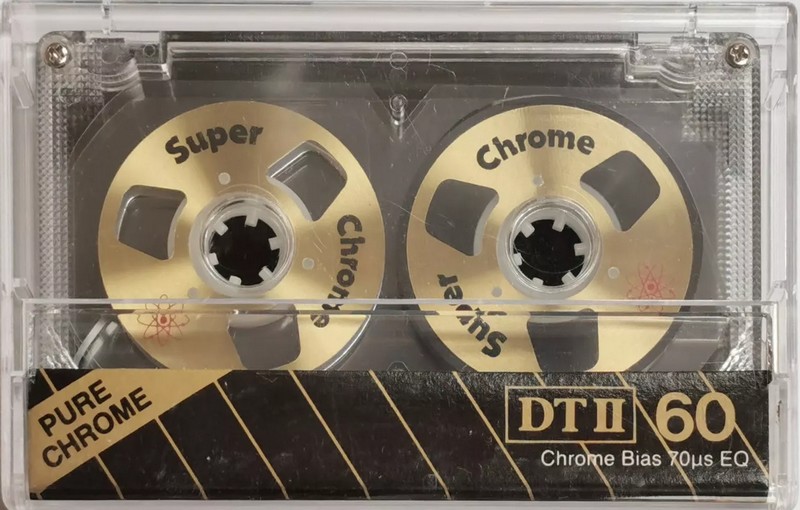 Super
Chrome
Chrome
Super
PURE
CHROME
DT II 60
Chrome Bias 70µs EQ